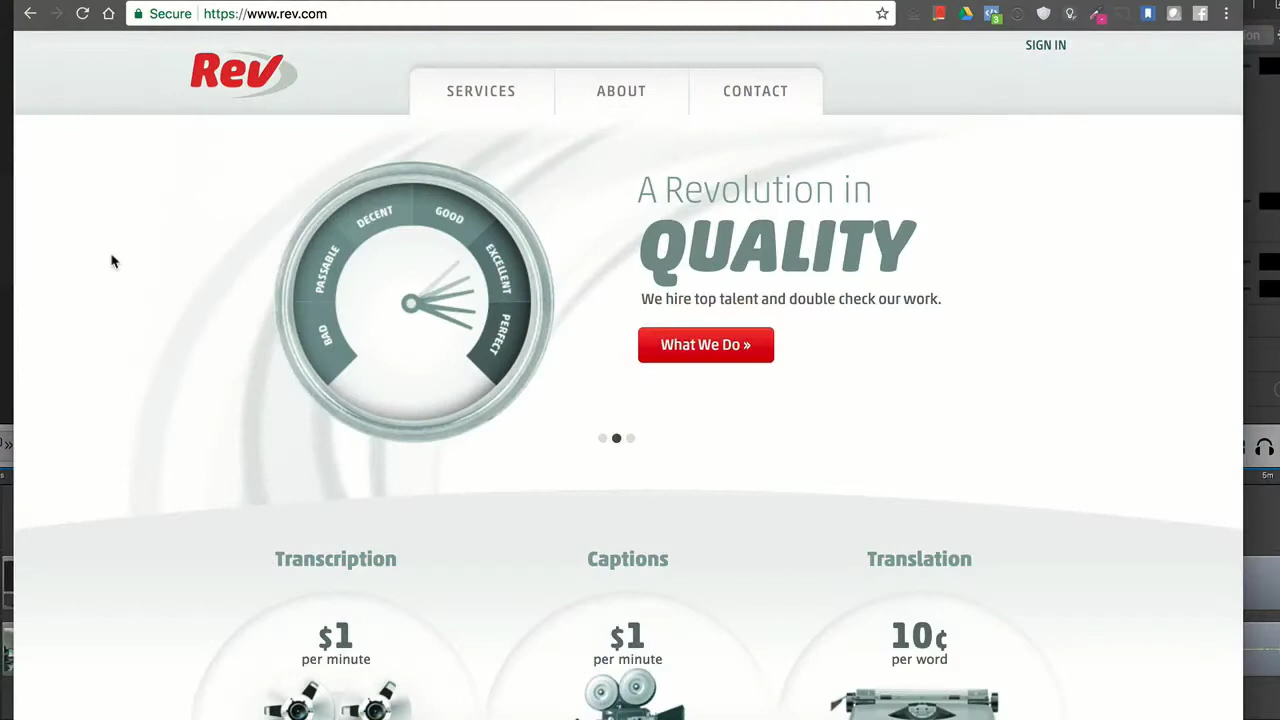 Secure https://www.rev.com
3
SIGN IN
Rev
SERVICES ABOUT CONTACT
BAD PASSABLE DECENT GOOD EXCELLENT PERFECT
A Revolution in
QUALITY
We hire top talent and double check our work.
What We Do »
5m
Transcription Captions Translation
$1 $1 10¢
per minute per minute per word